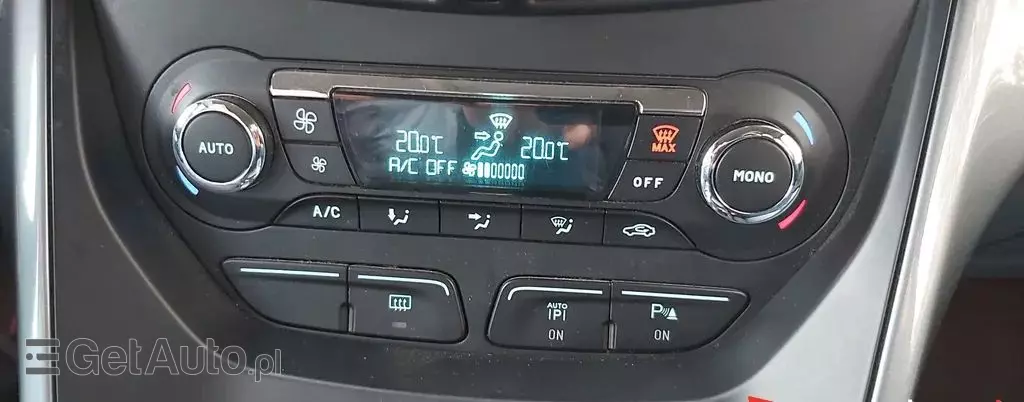 20.0°C 20.0°C
A/C OFF
AUTO
MAX
OFF
MONO
A/C
AUTO
P
ON
P
ON
GetAuto.pl